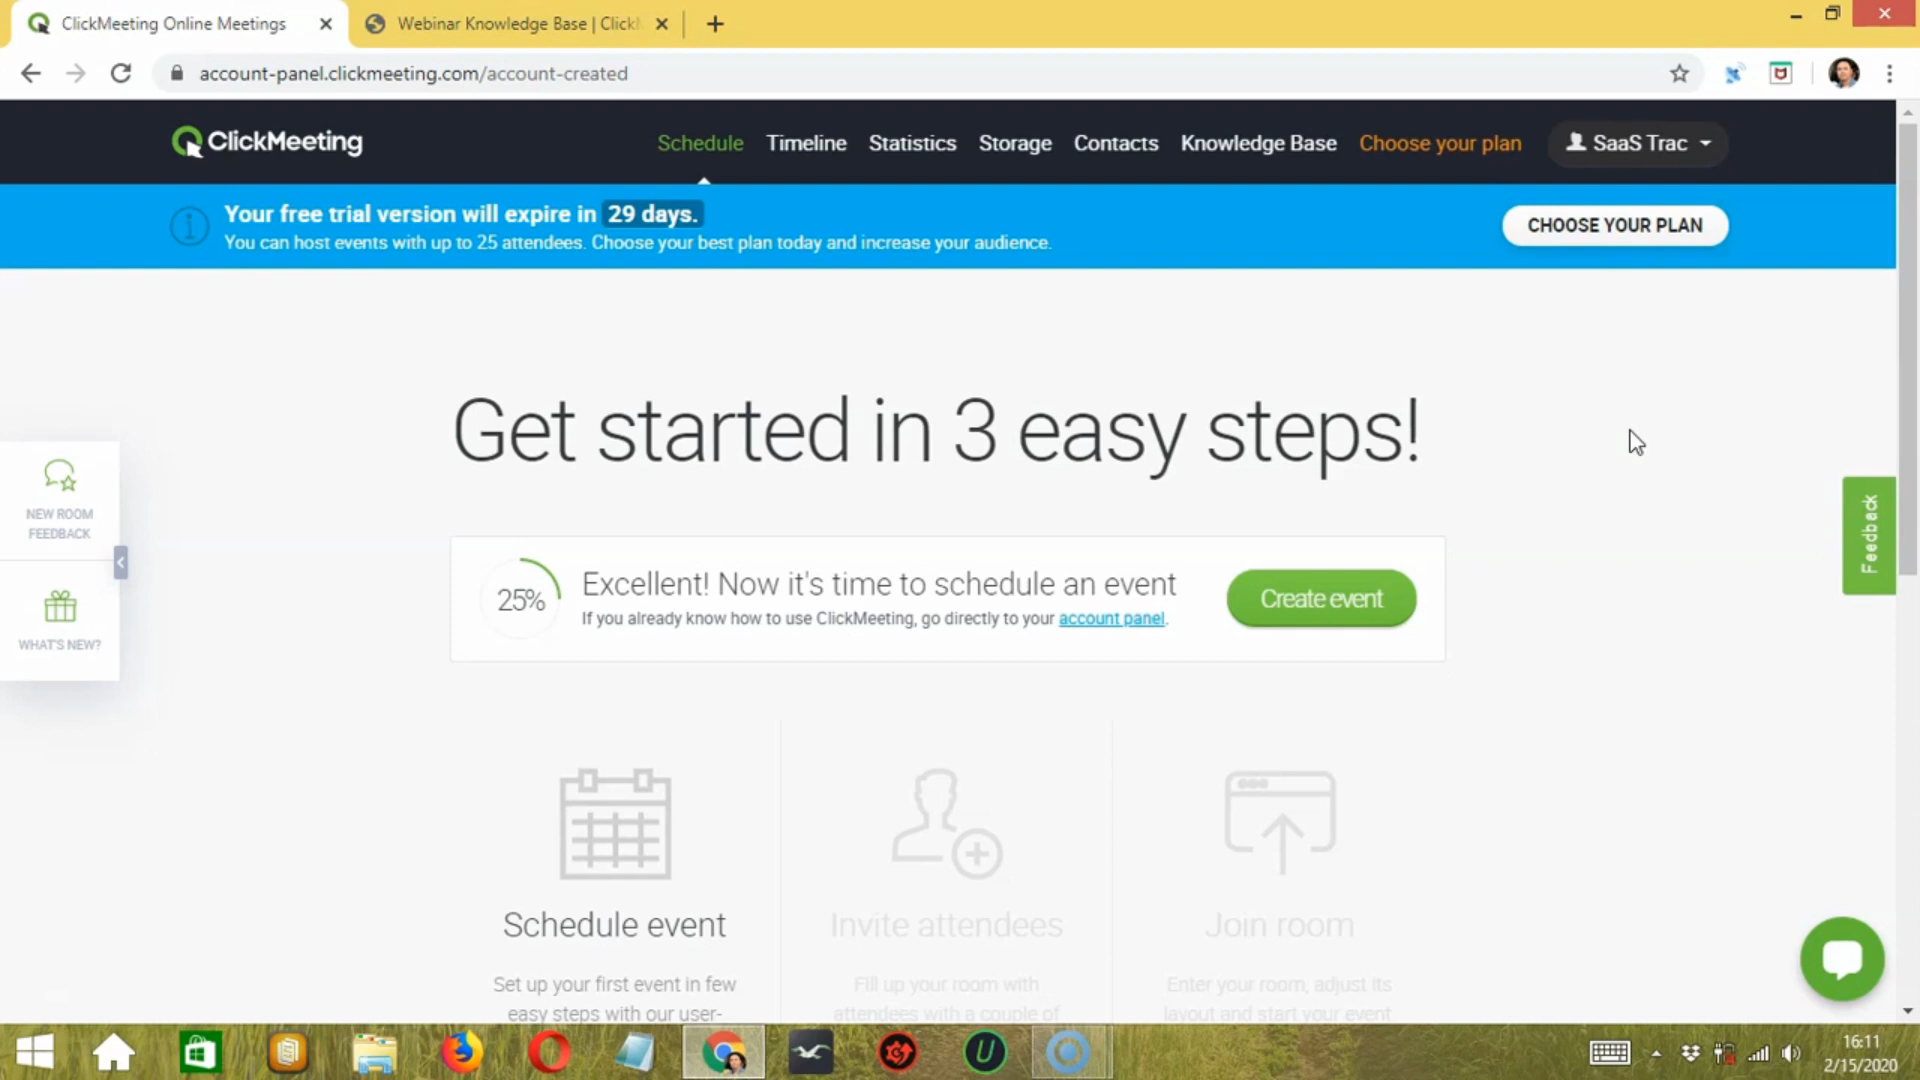 ClickMeeting Online Meetings
Webinar Knowledge Base | Click
account-panel.clickmeeting.com/account-created
ClickMeeting
Schedule
Timeline
Statistics
Storage
Contacts
Knowledge Base
Choose your plan
SaaS Trac
Your free trial version will expire in 29 days.
You can host events with up to 25 attendees. Choose your best plan today and increase your audience.
CHOOSE YOUR PLAN
Get started in 3 easy steps!
NEW ROOM
FEEDBACK
WHAT'S NEW?
Feedback
25%
Excellent! Now it's time to schedule an event
If you already know how to use ClickMeeting, go directly to your account panel.
Create event
Schedule event
Set up your first event in few
easy steps with our user-
Invite attendees
Fill up your room with
attendees with a couple of
Join room
Enter your room, adjust its
layout and start your event
16:11
2/15/2020